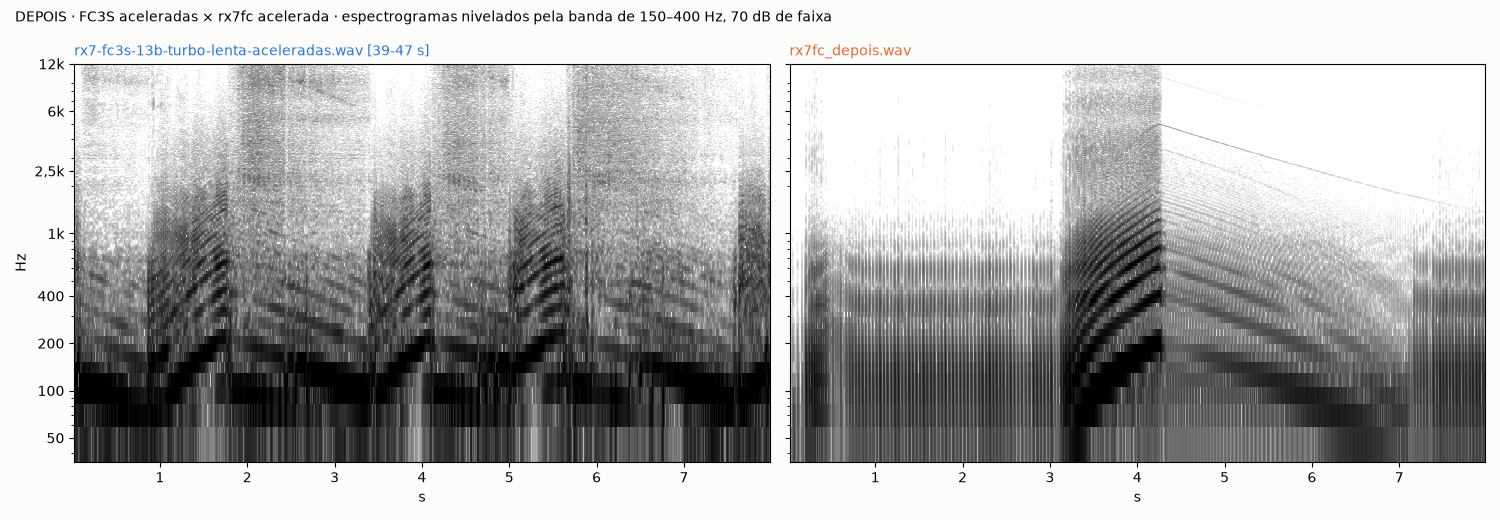 DEPOIS · FC3S aceleradas × rx7fc acelerada · espectrogramas nivelados pela banda de 150–400 Hz, 70 dB de faixa
rx7-fc3s-13b-turbo-lenta-aceleradas.wav [39-47 s]
rx7fc_depois.wav
12k
6k
2,5k
1k
400
200
100
50
Hz
1 2 3 4 5 6 7
1 2 3 4 5 6 7
s
s